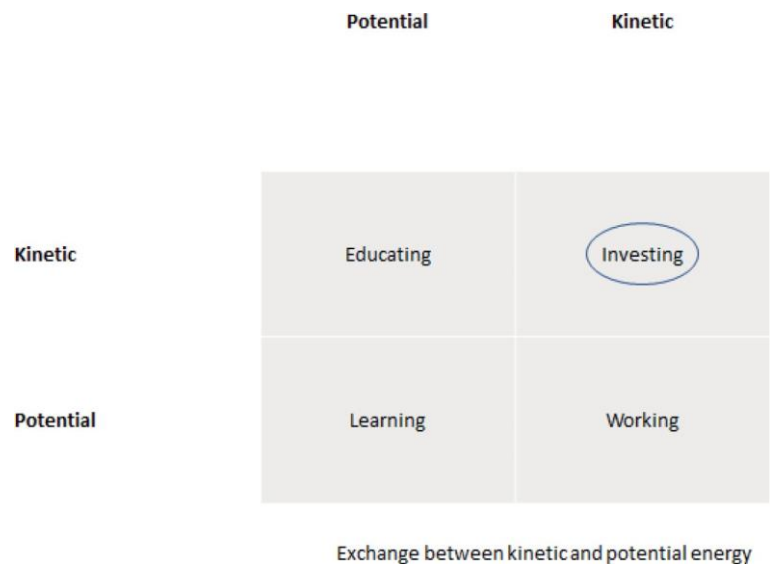 Potential Kinetic
Kinetic Educating Investing
Potential Learning Working
Exchange between kinetic and potential energy